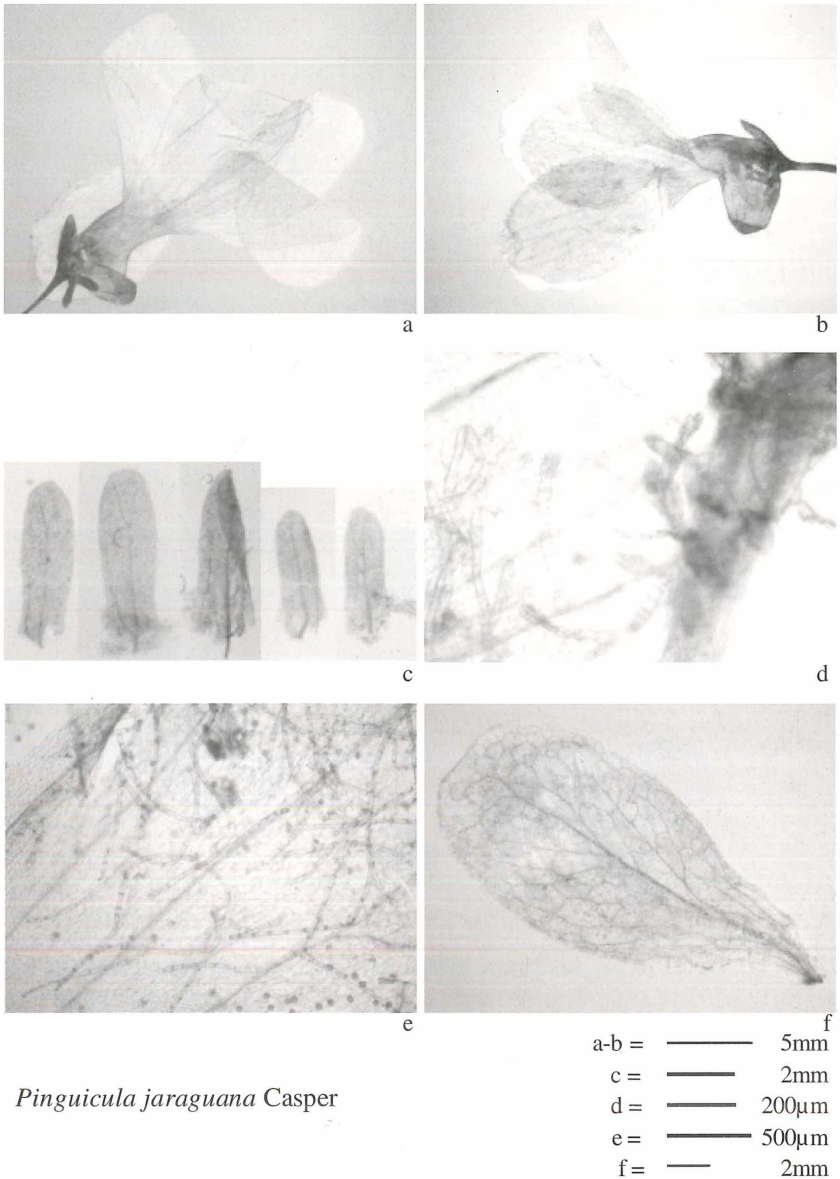 a
b
c
d
e
f
a-b = 5mm
c = 2mm
d = 200µm
e = 500µm
f = 2mm
Pinguicula jaraguana Casper